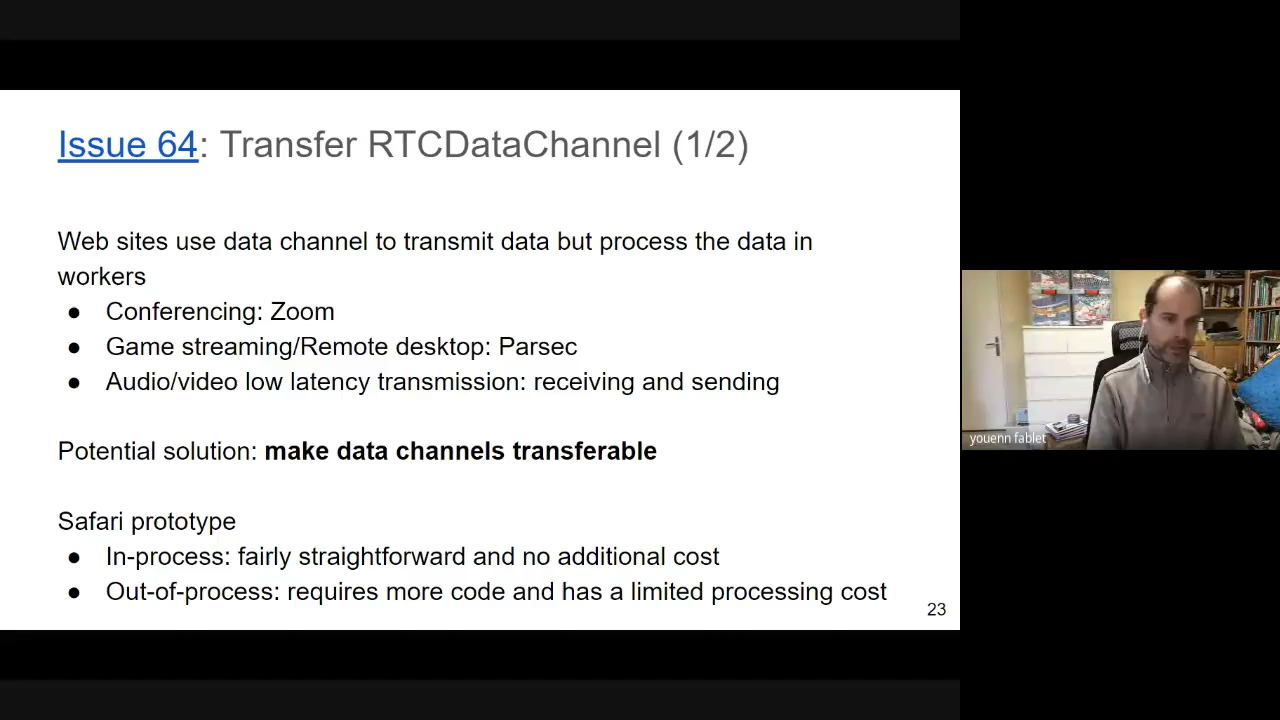 Issue 64: Transfer RTCDataChannel (1/2)
Web sites use data channel to transmit data but process the data in
workers
● Conferencing: Zoom
● Game streaming/Remote desktop: Parsec
● Audio/video low latency transmission: receiving and sending
Potential solution: make data channels transferable
Safari prototype
● In-process: fairly straightforward and no additional cost
● Out-of-process: requires more code and has a limited processing cost
23
youenn fablet